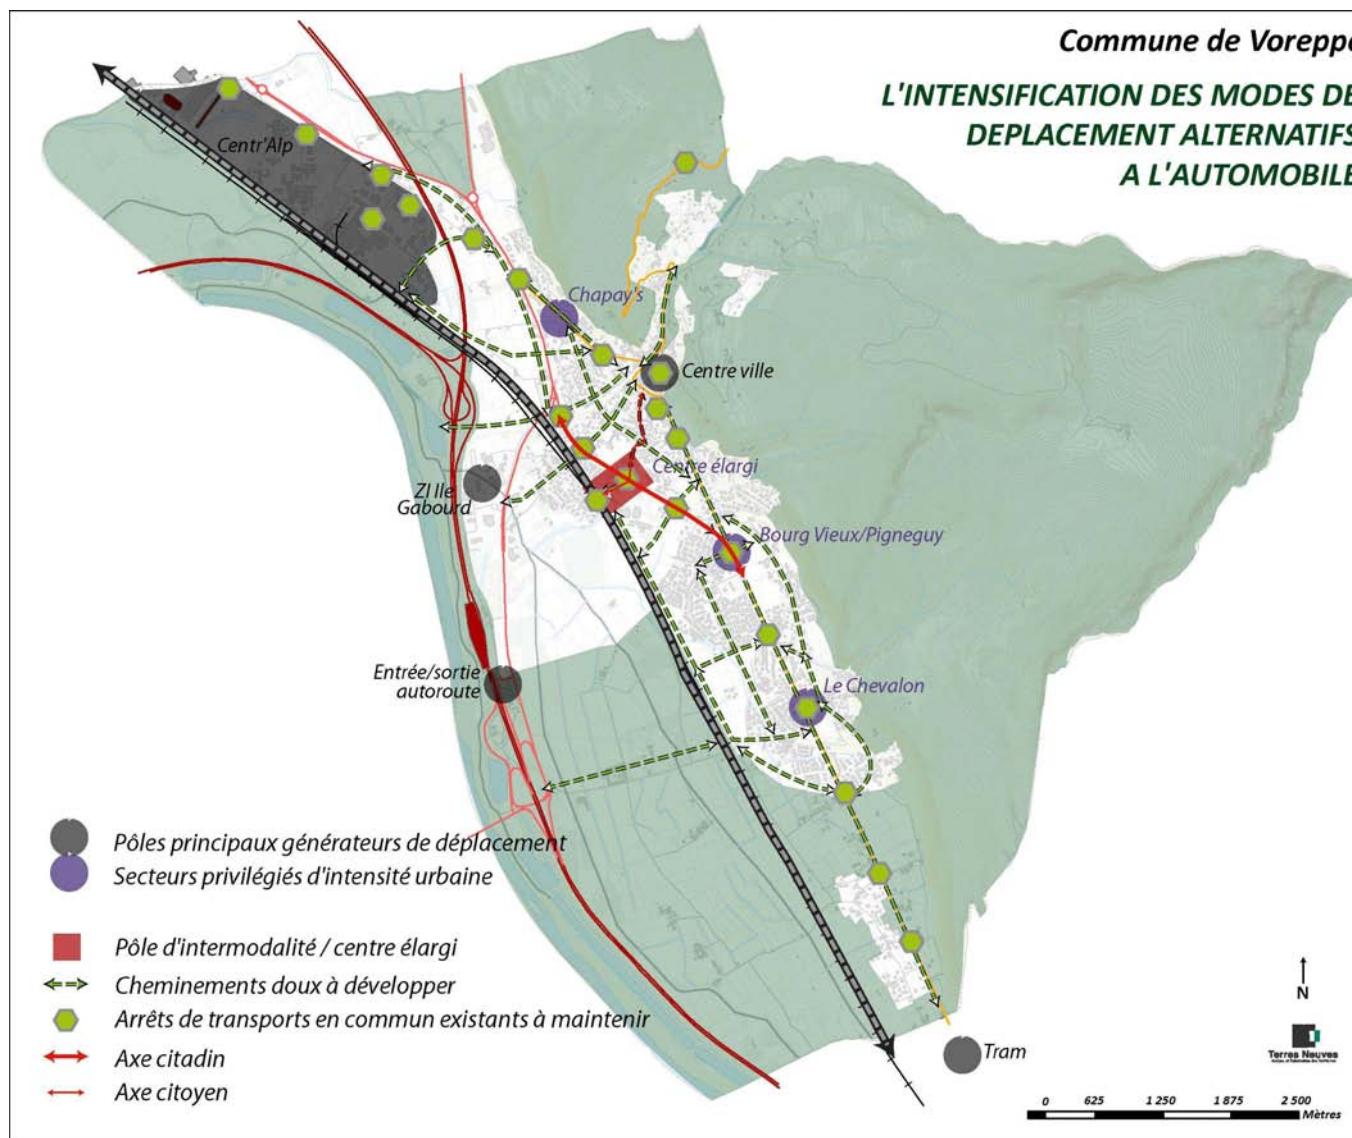 Commune de Voreppe
L'INTENSIFICATION DES MODES DE
DEPLACEMENT ALTERNATIFS
A L'AUTOMOBILE
Centr'Alp
Chapay's
Centre ville
Centre élargi
ZI Ile
Gabourd
Bourg Vieux/Pigneguy
Entrée/sortie
autoroute
Le Chevalon
Pôles principaux générateurs de déplacement
Secteurs privilégiés d'intensité urbaine
Pôle d'intermodalité / centre élargi
Cheminements doux à développer
Arrêts de transports en commun existants à maintenir
Axe citadin
Axe citoyen
Tram
N
Terres Neuves
0 625 1 250 1 875 2 500
Mètres